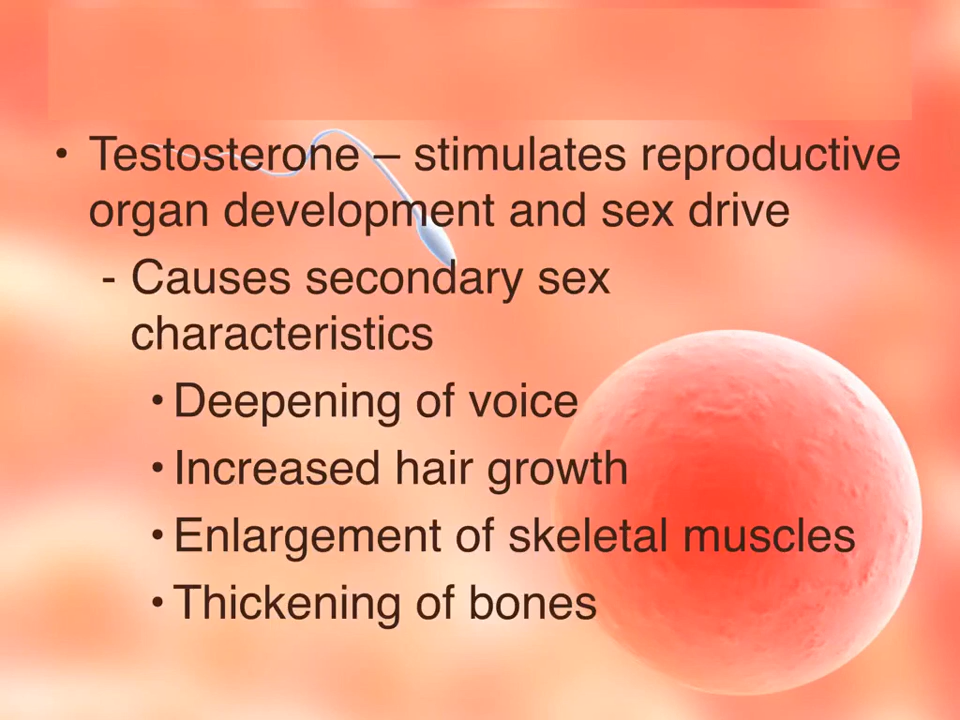 • Testosterone – stimulates reproductive
organ development and sex drive
- Causes secondary sex
characteristics
• Deepening of voice
• Increased hair growth
• Enlargement of skeletal muscles
• Thickening of bones